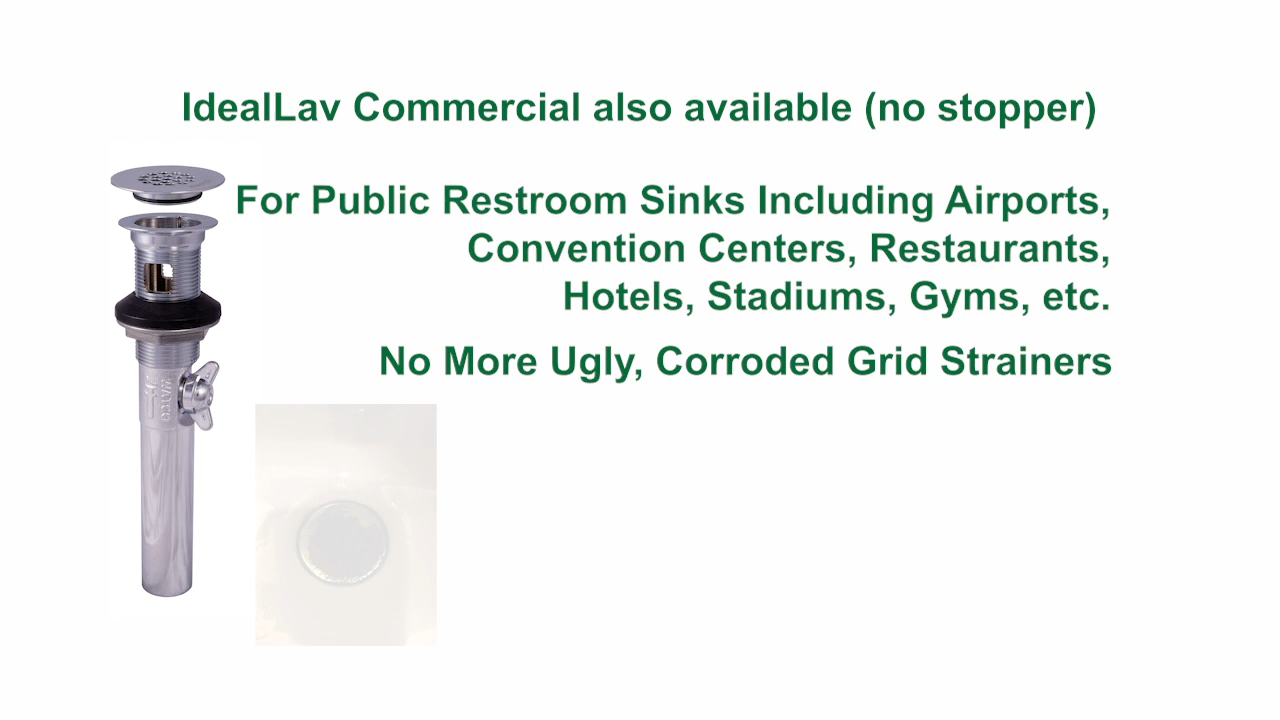 IdealLav Commercial also available (no stopper)
For Public Restroom Sinks Including Airports,
Convention Centers, Restaurants,
Hotels, Stadiums, Gyms, etc.
No More Ugly, Corroded Grid Strainers